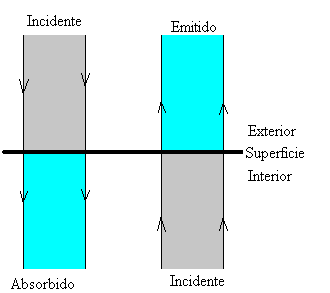 Incidente
Emitido
Exterior
Superficie
Interior
Absorbido
Incidente